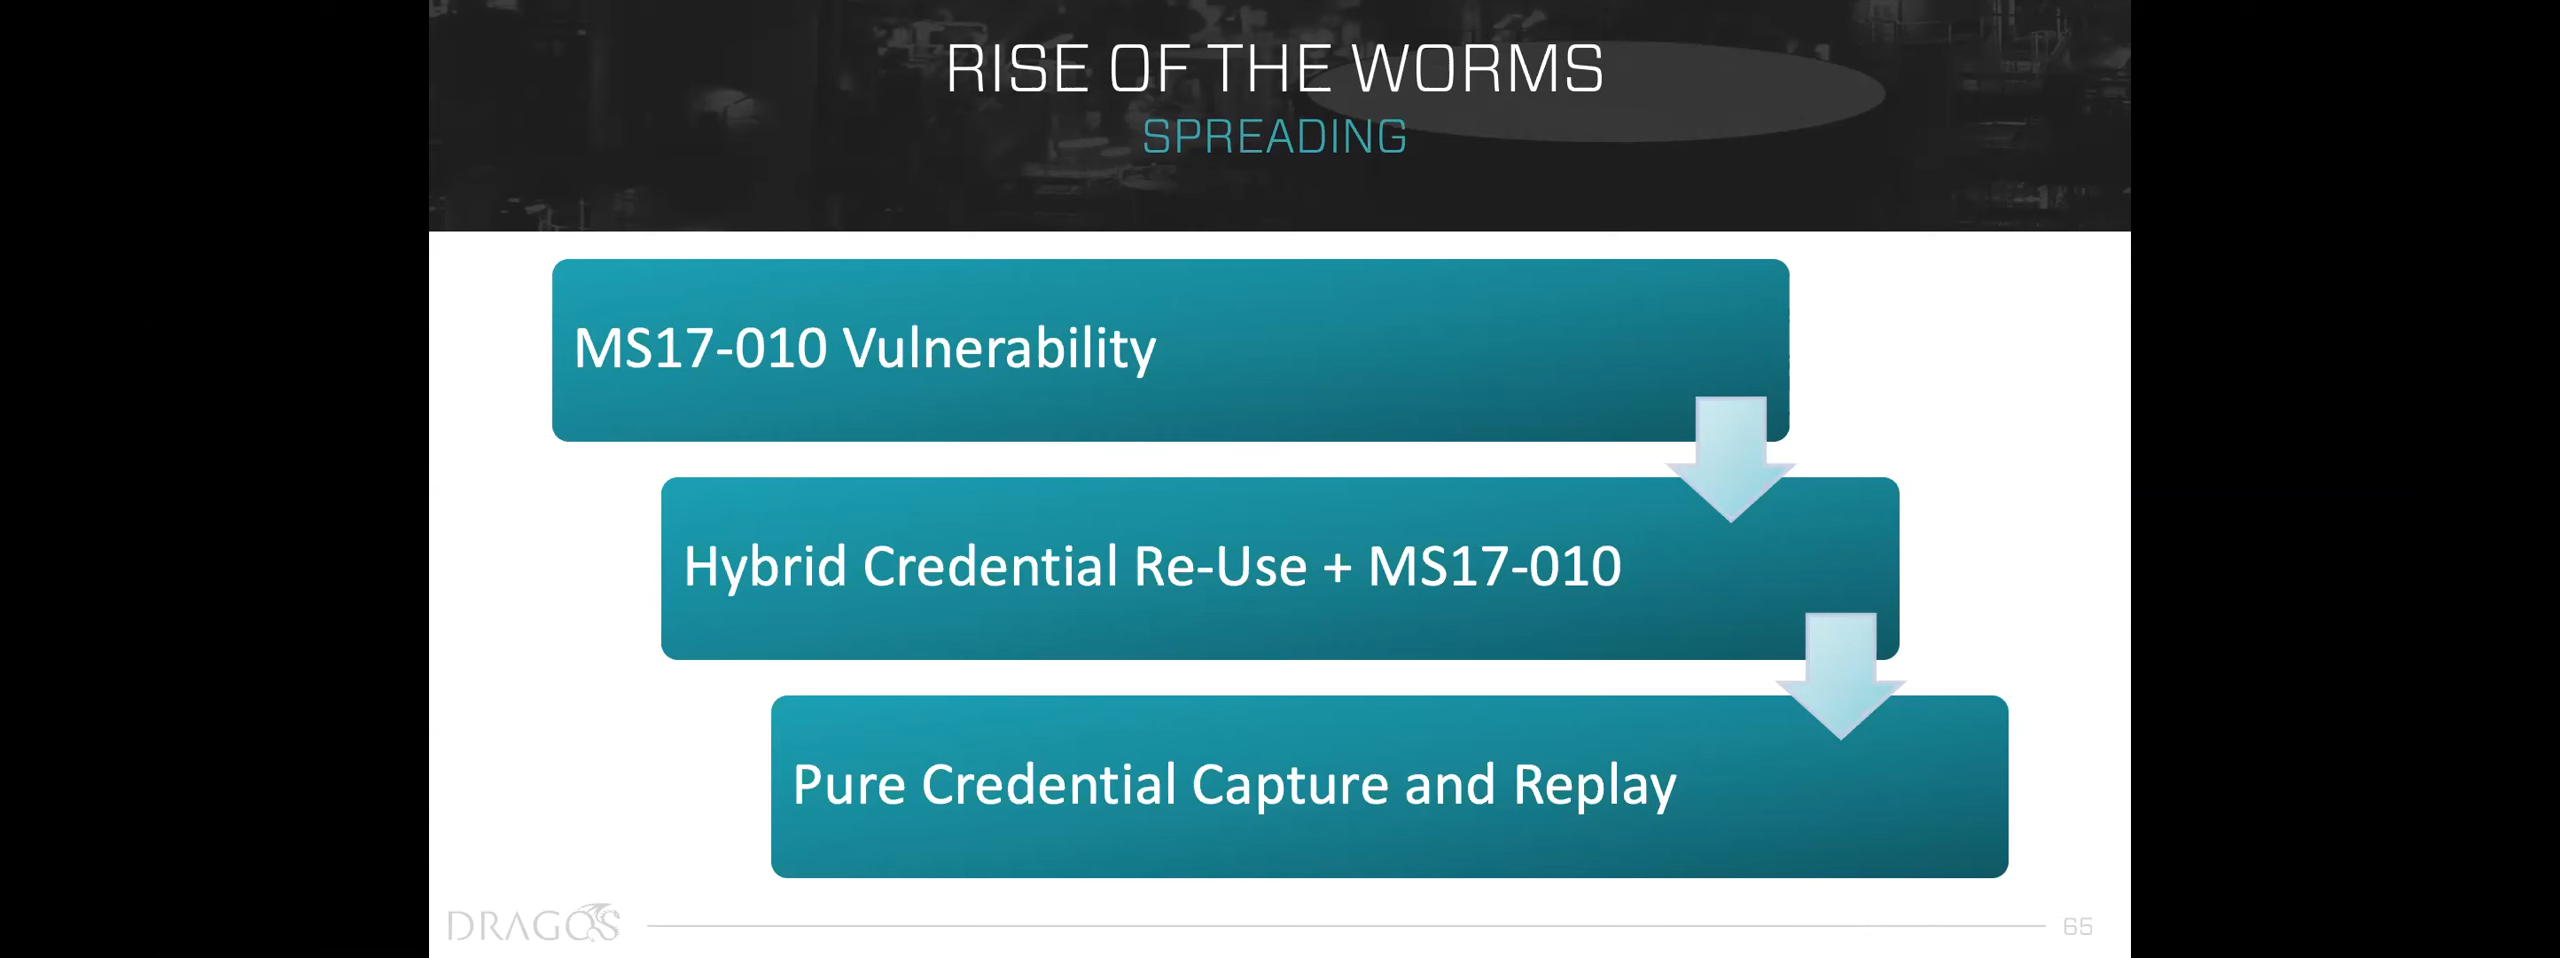 RISE OF THE WORMS
SPREADING
MS17-010 Vulnerability
Hybrid Credential Re-Use + MS17-010
Pure Credential Capture and Replay
DRAGOS
65